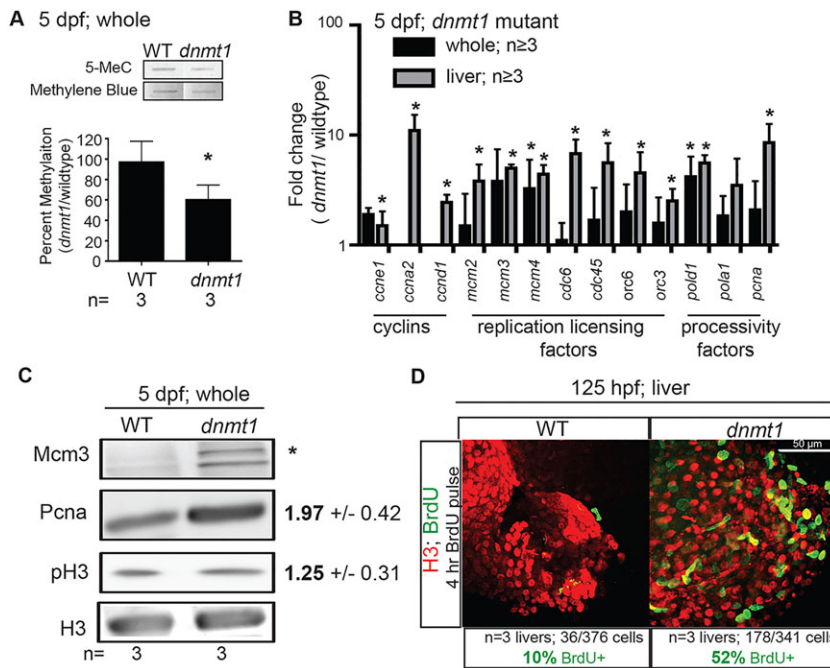 A 5 dpf; whole
WT dnmt1
5-MeC
Methylene Blue
Percent Methylaiton
(dnmt1/wildtype)
120
100
80
60
40
20
0
*
WT dnmt1
n= 3 3
B 5 dpf; dnmt1 mutant
whole; n≥3
liver; n≥3
Fold change
( dnmt1/ wildtype)
100
10
1
* * * * * * * * * * * * *
ccne1 ccna2 ccnd1 mcm2 mcm3 mcm4 cdc6 cdc45 orc6 orc3 pold1 pola1 pcna
cyclins replication licensing processivity
factors factors
C 5 dpf; whole
WT dnmt1
Mcm3 *
Pcna 1.97 +/- 0.42
pH3 1.25 +/- 0.31
H3
n= 3 3
D 125 hpf; liver
WT dnmt1
50 µm
H3; BrdU
4 hr BrdU pulse
n=3 livers; 36/376 cells n=3 livers; 178/341 cells
10% BrdU+ 52% BrdU+